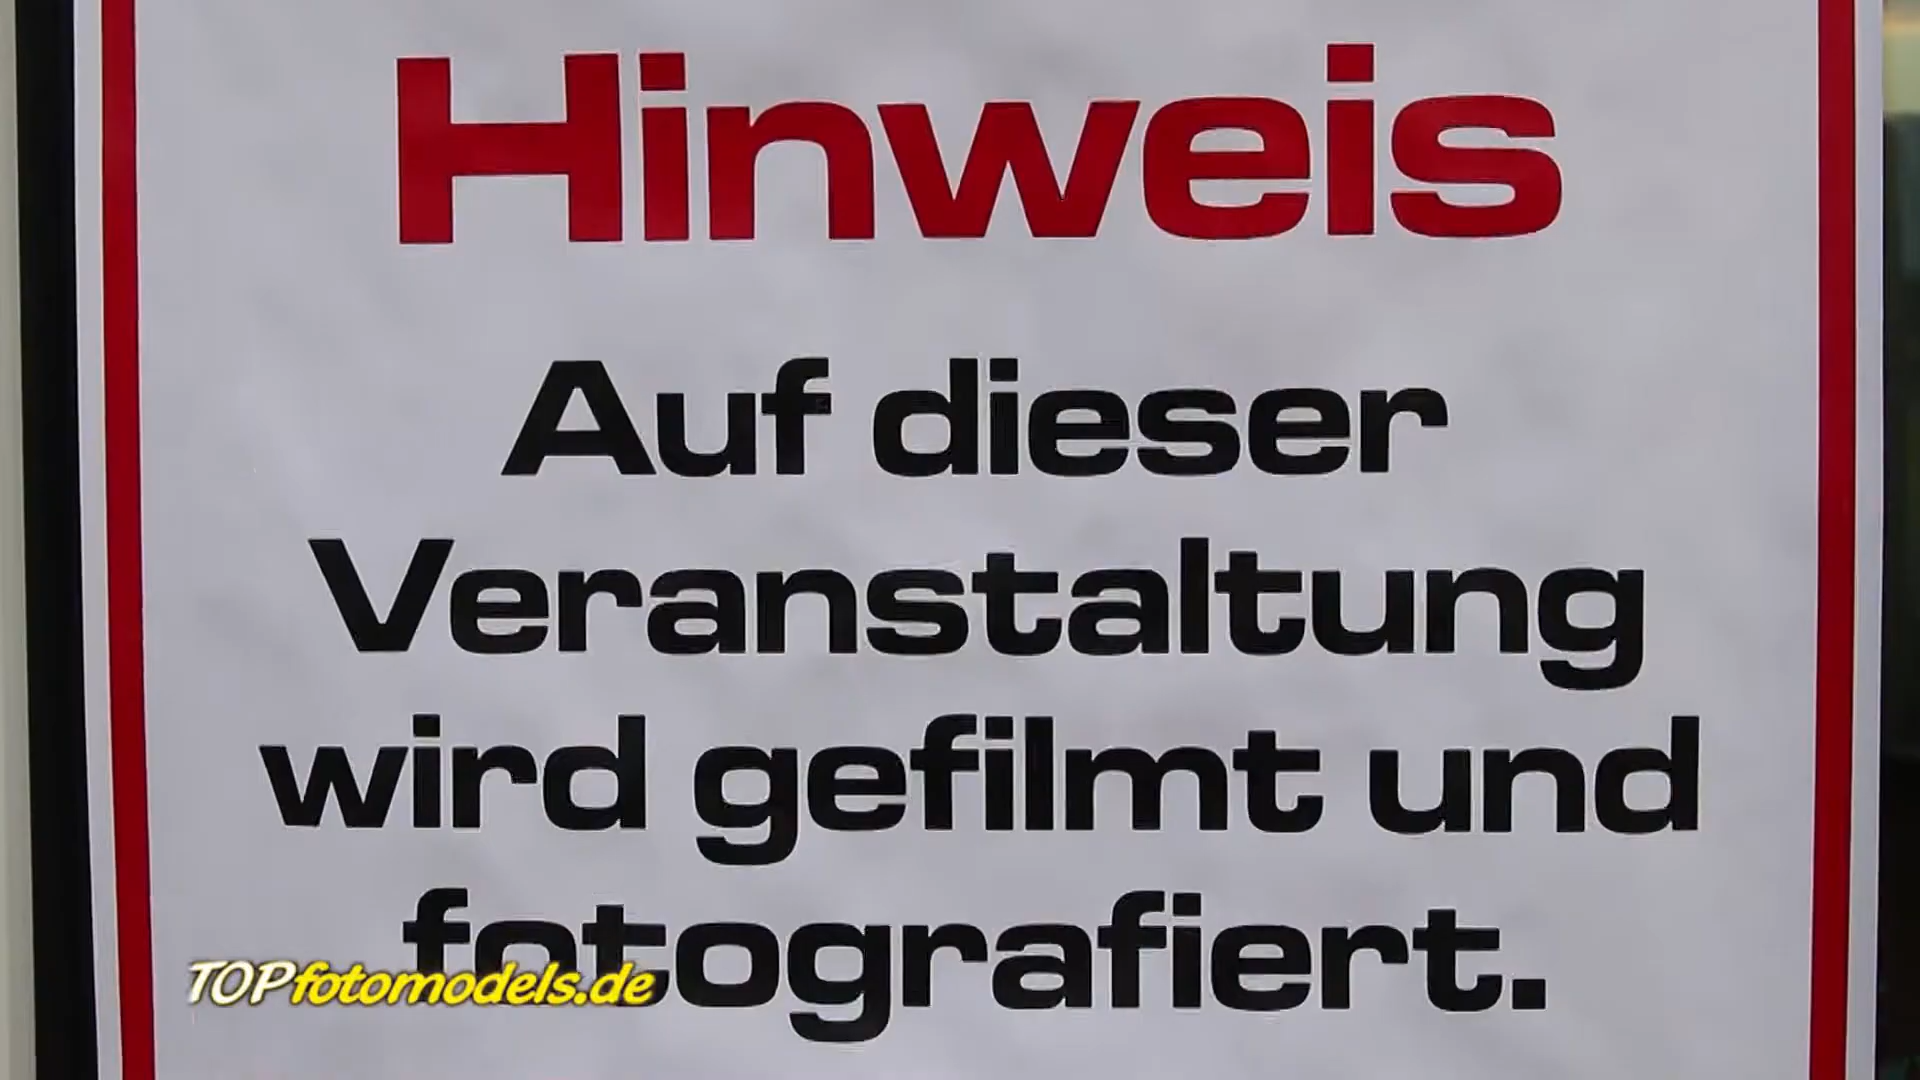 Hinweis
Auf dieser
Veranstaltung
wird gefilmt und
fotografiert.
TOPfotomodels.de